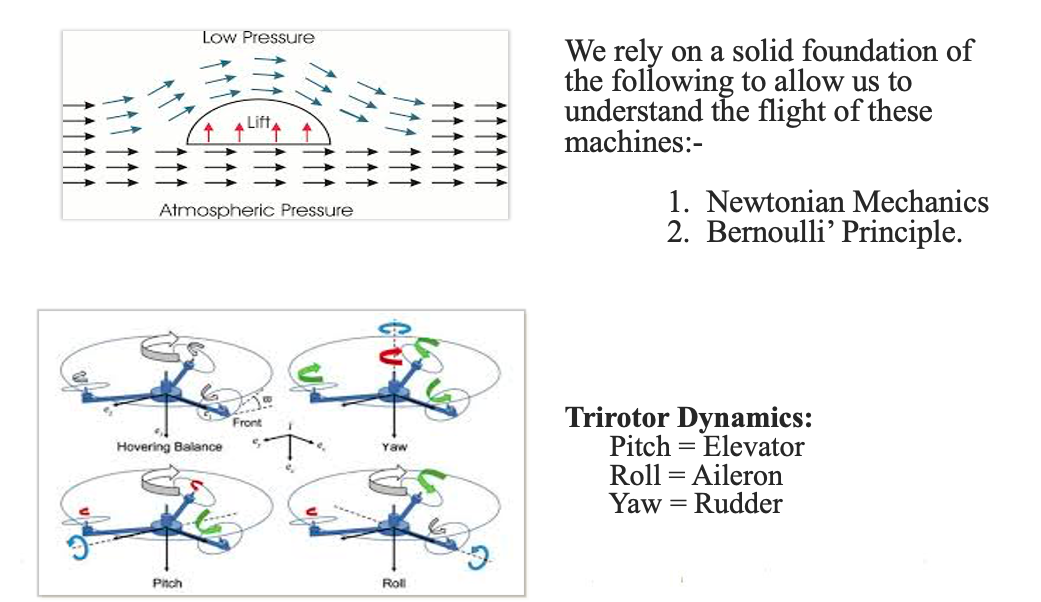 Low Pressure
Lift
Atmospheric Pressure
We rely on a solid foundation of
the following to allow us to
understand the flight of these
machines:-
1. Newtonian Mechanics
2. Bernoulli’ Principle.
Front
Hovering Balance
Yaw
Pitch
Roll
Trirotor Dynamics:
Pitch = Elevator
Roll = Aileron
Yaw = Rudder